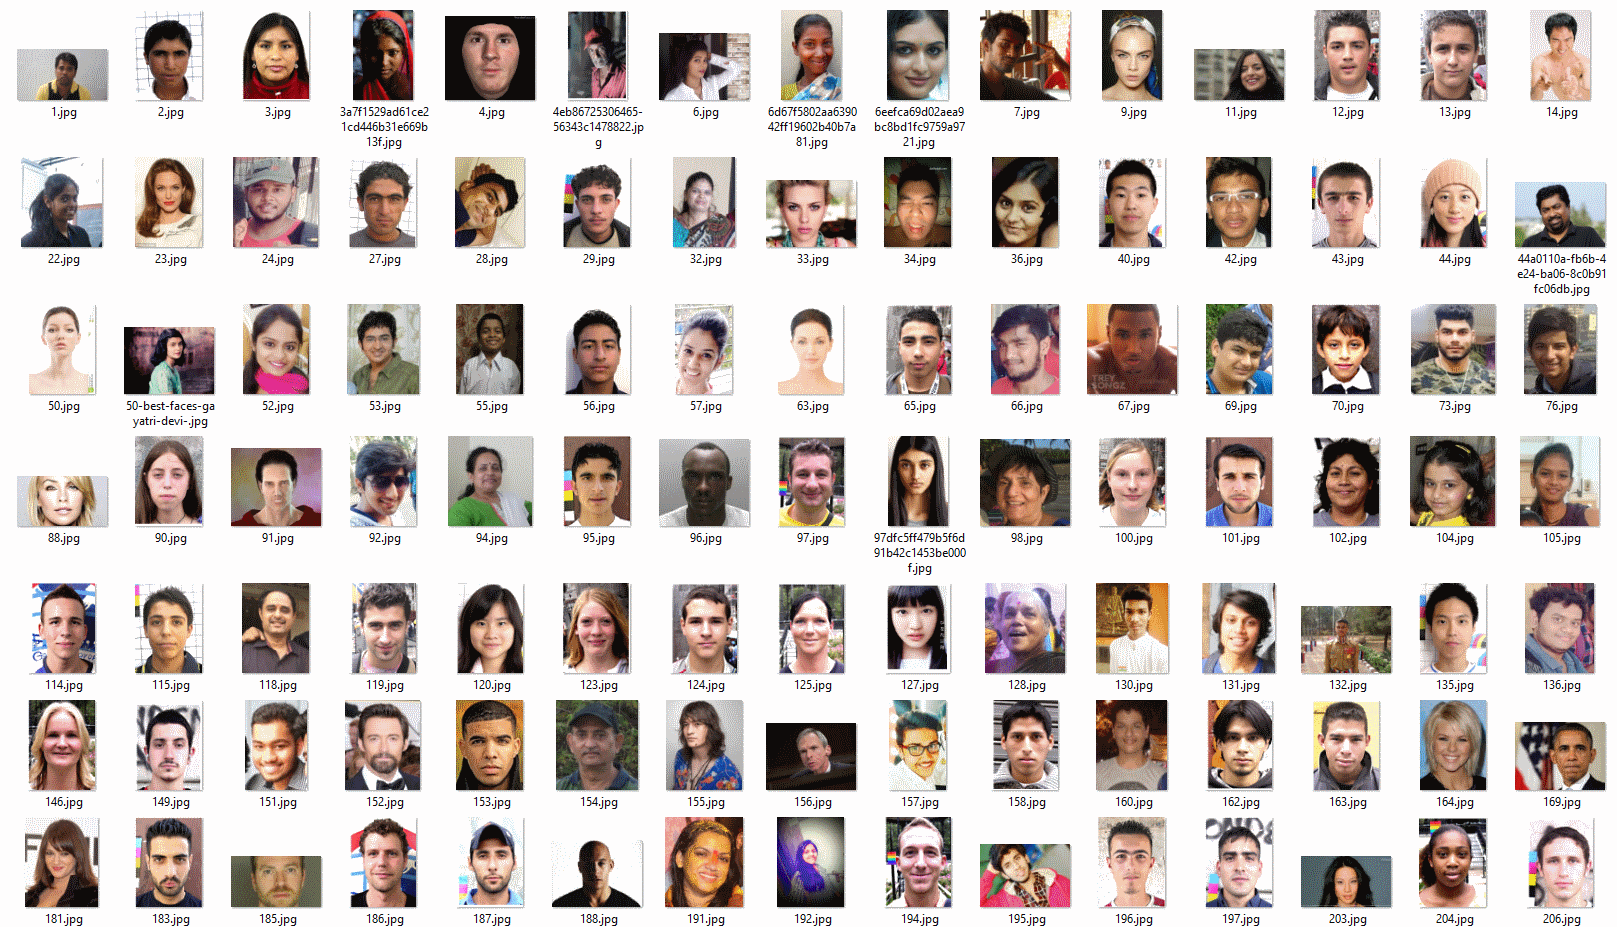 1.jpg
2.jpg
3.jpg
3a7f1529ad61ce2
1cd446b31e669b
13f.jpg
4.jpg
4eb86725306465-
56343c1478822.jp
g
6.jpg
6d67f5802aa6390
42ff19602b40b7a
81.jpg
6eefca69d02aea9
bc8bd1fc9759a97
21.jpg
7.jpg
9.jpg
11.jpg
12.jpg
13.jpg
14.jpg
22.jpg
23.jpg
24.jpg
27.jpg
28.jpg
29.jpg
32.jpg
33.jpg
34.jpg
36.jpg
40.jpg
42.jpg
43.jpg
44.jpg
44a0110a-fb6b-4
e24-ba06-8c0b91
fc06db.jpg
50.jpg
50-best-faces-ga
yatri-devi-.jpg
52.jpg
53.jpg
55.jpg
56.jpg
57.jpg
63.jpg
65.jpg
66.jpg
TREY
SONGZ
67.jpg
69.jpg
70.jpg
73.jpg
76.jpg
88.jpg
90.jpg
91.jpg
92.jpg
94.jpg
95.jpg
96.jpg
97.jpg
97dfc5ff479b5f6d
91b42c1453be000
f.jpg
98.jpg
100.jpg
101.jpg
102.jpg
104.jpg
105.jpg
114.jpg
115.jpg
118.jpg
119.jpg
120.jpg
123.jpg
124.jpg
125.jpg
127.jpg
128.jpg
130.jpg
131.jpg
132.jpg
135.jpg
136.jpg
146.jpg
149.jpg
151.jpg
152.jpg
153.jpg
154.jpg
155.jpg
156.jpg
157.jpg
158.jpg
160.jpg
162.jpg
163.jpg
164.jpg
169.jpg
181.jpg
183.jpg
185.jpg
186.jpg
187.jpg
188.jpg
191.jpg
192.jpg
194.jpg
195.jpg
196.jpg
197.jpg
203.jpg
204.jpg
206.jpg